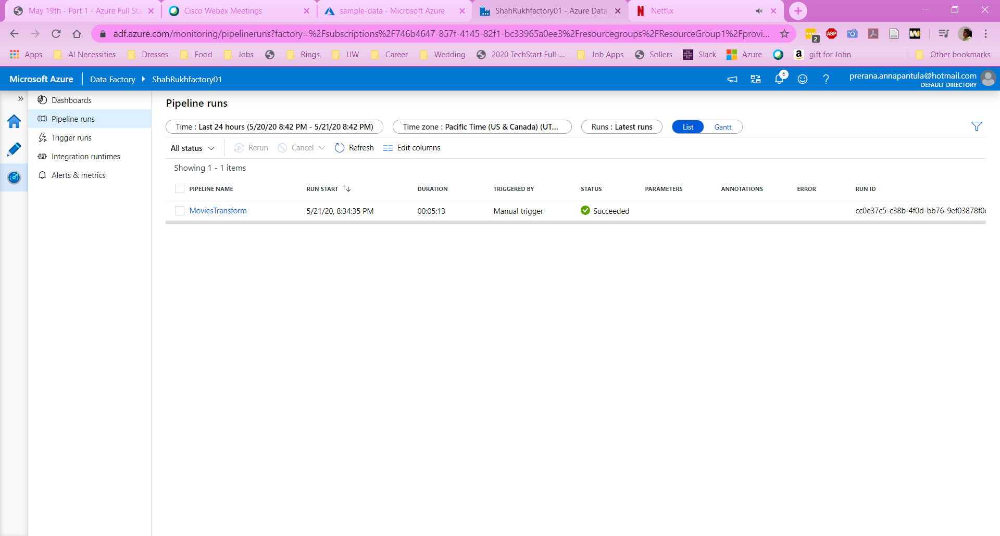 May 19th - Part 1 - Azure Full Sta
Cisco Webex Meetings
sample-data - Microsoft Azure
ShahRukhfactory01 - Azure Data
Netflix
adf.azure.com/monitoring/pipelineruns?factory=%2Fsubscriptions%2F746b4647-857f-4145-82f1-bc33965a0ee3%2Fresourcegroups%2FResourceGroup1%2Fprovi...
2
ABP
Apps
AI Necessities
Dresses
Food
Jobs
Rings
UW
Career
Wedding
2020 TechStart Full-...
Job Apps
Sollers
Slack
Azure
gift for John
Other bookmarks
Microsoft Azure
Data Factory
ShahRukhfactory01
6
prerana.annapantula@hotmail.com
DEFAULT DIRECTORY
Dashboards
Pipeline runs
Trigger runs
Integration runtimes
Alerts & metrics
Pipeline runs
Time : Last 24 hours (5/20/20 8:42 PM - 5/21/20 8:42 PM)
Time zone : Pacific Time (US & Canada) (UT...
Runs : Latest runs
List
Gantt
All status
Rerun
Cancel
Refresh
Edit columns
Showing 1 - 1 items
PIPELINE NAME RUN START DURATION TRIGGERED BY STATUS PARAMETERS ANNOTATIONS ERROR RUN ID
MoviesTransform 5/21/20, 8:34:35 PM 00:05:13 Manual trigger Succeeded cc0e37c5-c38b-4f0d-bb76-9ef03878f0